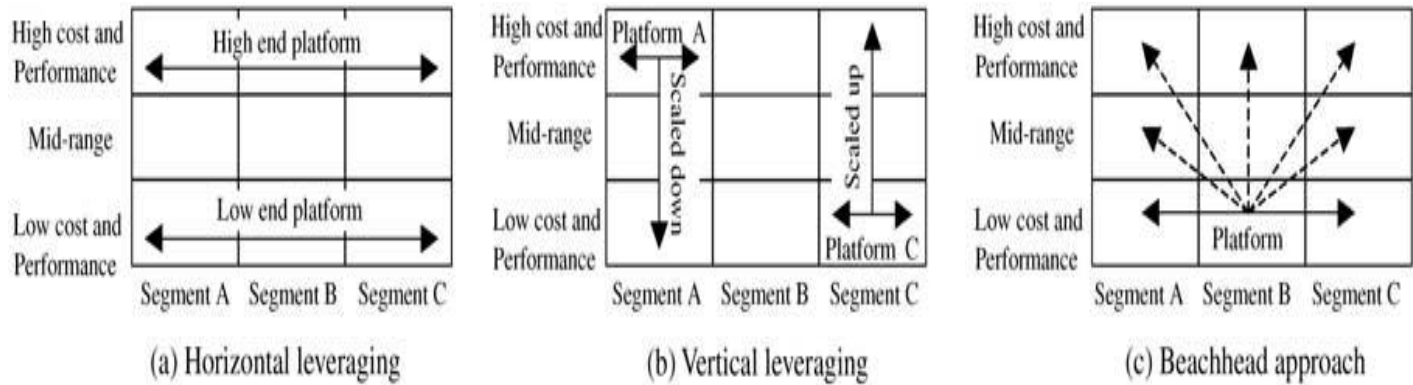 High cost and
Performance
High end platform
Mid-range
Low cost and
Performance
Low end platform
Segment A
Segment B
Segment C
(a) Horizontal leveraging
High cost and
Performance
Platform A
Scaled down
Scaled up
Mid-range
Low cost and
Performance
Platform C
Segment A
Segment B
Segment C
(b) Vertical leveraging
High cost and
Performance
Mid-range
Low cost and
Performance
Platform
Segment A
Segment B
Segment C
(c) Beachhead approach